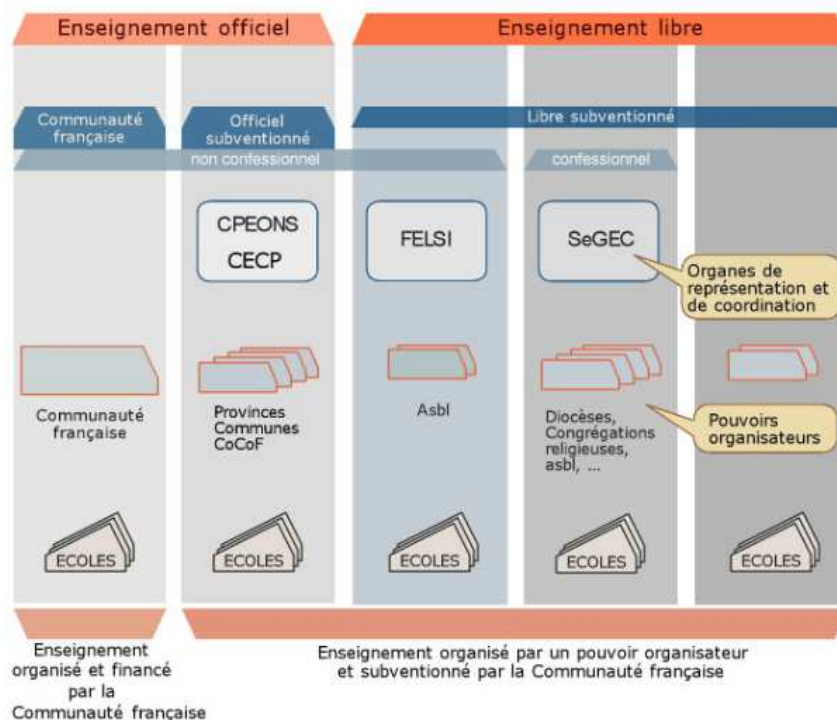 Enseignement officiel
Enseignement libre
Communauté
française
Officiel
subventionné
Libre subventionné
non confessionnel
confessionnel
CPEONS
CECP
FELSI
SeGEC
Organes de
représentation et
de coordination
Communauté
française
Provinces
Communes
CoCoF
Asbl
Diocèses,
Congrégations
religieuses,
asbl, ...
Pouvoirs
organisateurs
ECOLES
ECOLES
ECOLES
ECOLES
ECOLES
Enseignement
organisé et financé
par la
Communauté française
Enseignement organisé par un pouvoir organisateur
et subventionné par la Communauté française